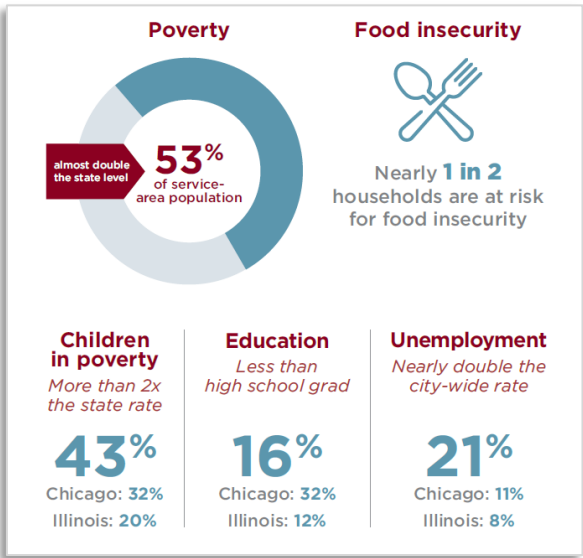 Poverty
almost double
the state level
53%
of service-
area population
Food insecurity
Nearly 1 in 2
households are at risk
for food insecurity
Children
in poverty
More than 2x
the state rate
43%
Chicago: 32%
Illinois: 20%
Education
Less than
high school grad
16%
Chicago: 32%
Illinois: 12%
Unemployment
Nearly double the
city-wide rate
21%
Chicago: 11%
Illinois: 8%